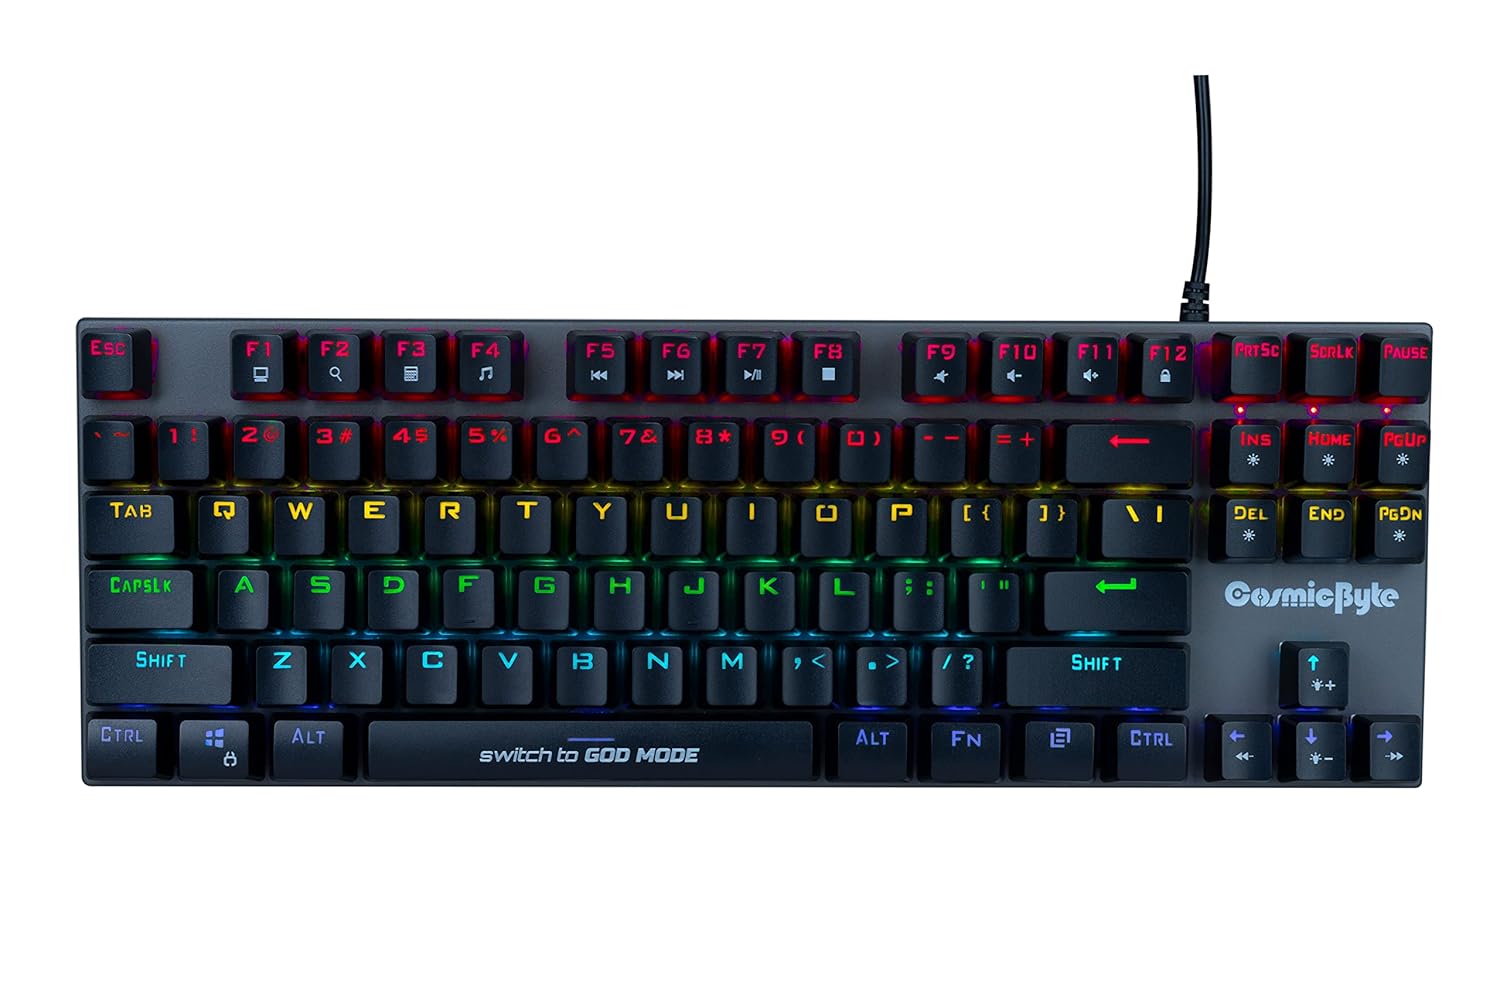 Esc F1 F2 F3 F4 F5 F6 F7 F8 F9 F10 F11 F12 PrtSc ScrLk Pause
` ~ 1 ! 2 @ 3 # 4 $ 5 % 6 ^ 7 & 8 * 9 ( 0 ) - – = + ← Ins Home PgUp
Tab Q W E R T Y U I O P [ { ] } \ | Del End PgDn
CapsLk A S D F G H J K L ; : ' " ↵
CosmicByte
Shift Z X C V B N M , < . > / ? Shift ↑
+
Ctrl Alt Alt Fn Ctrl ← ↓ →
switch to GOD MODE
−